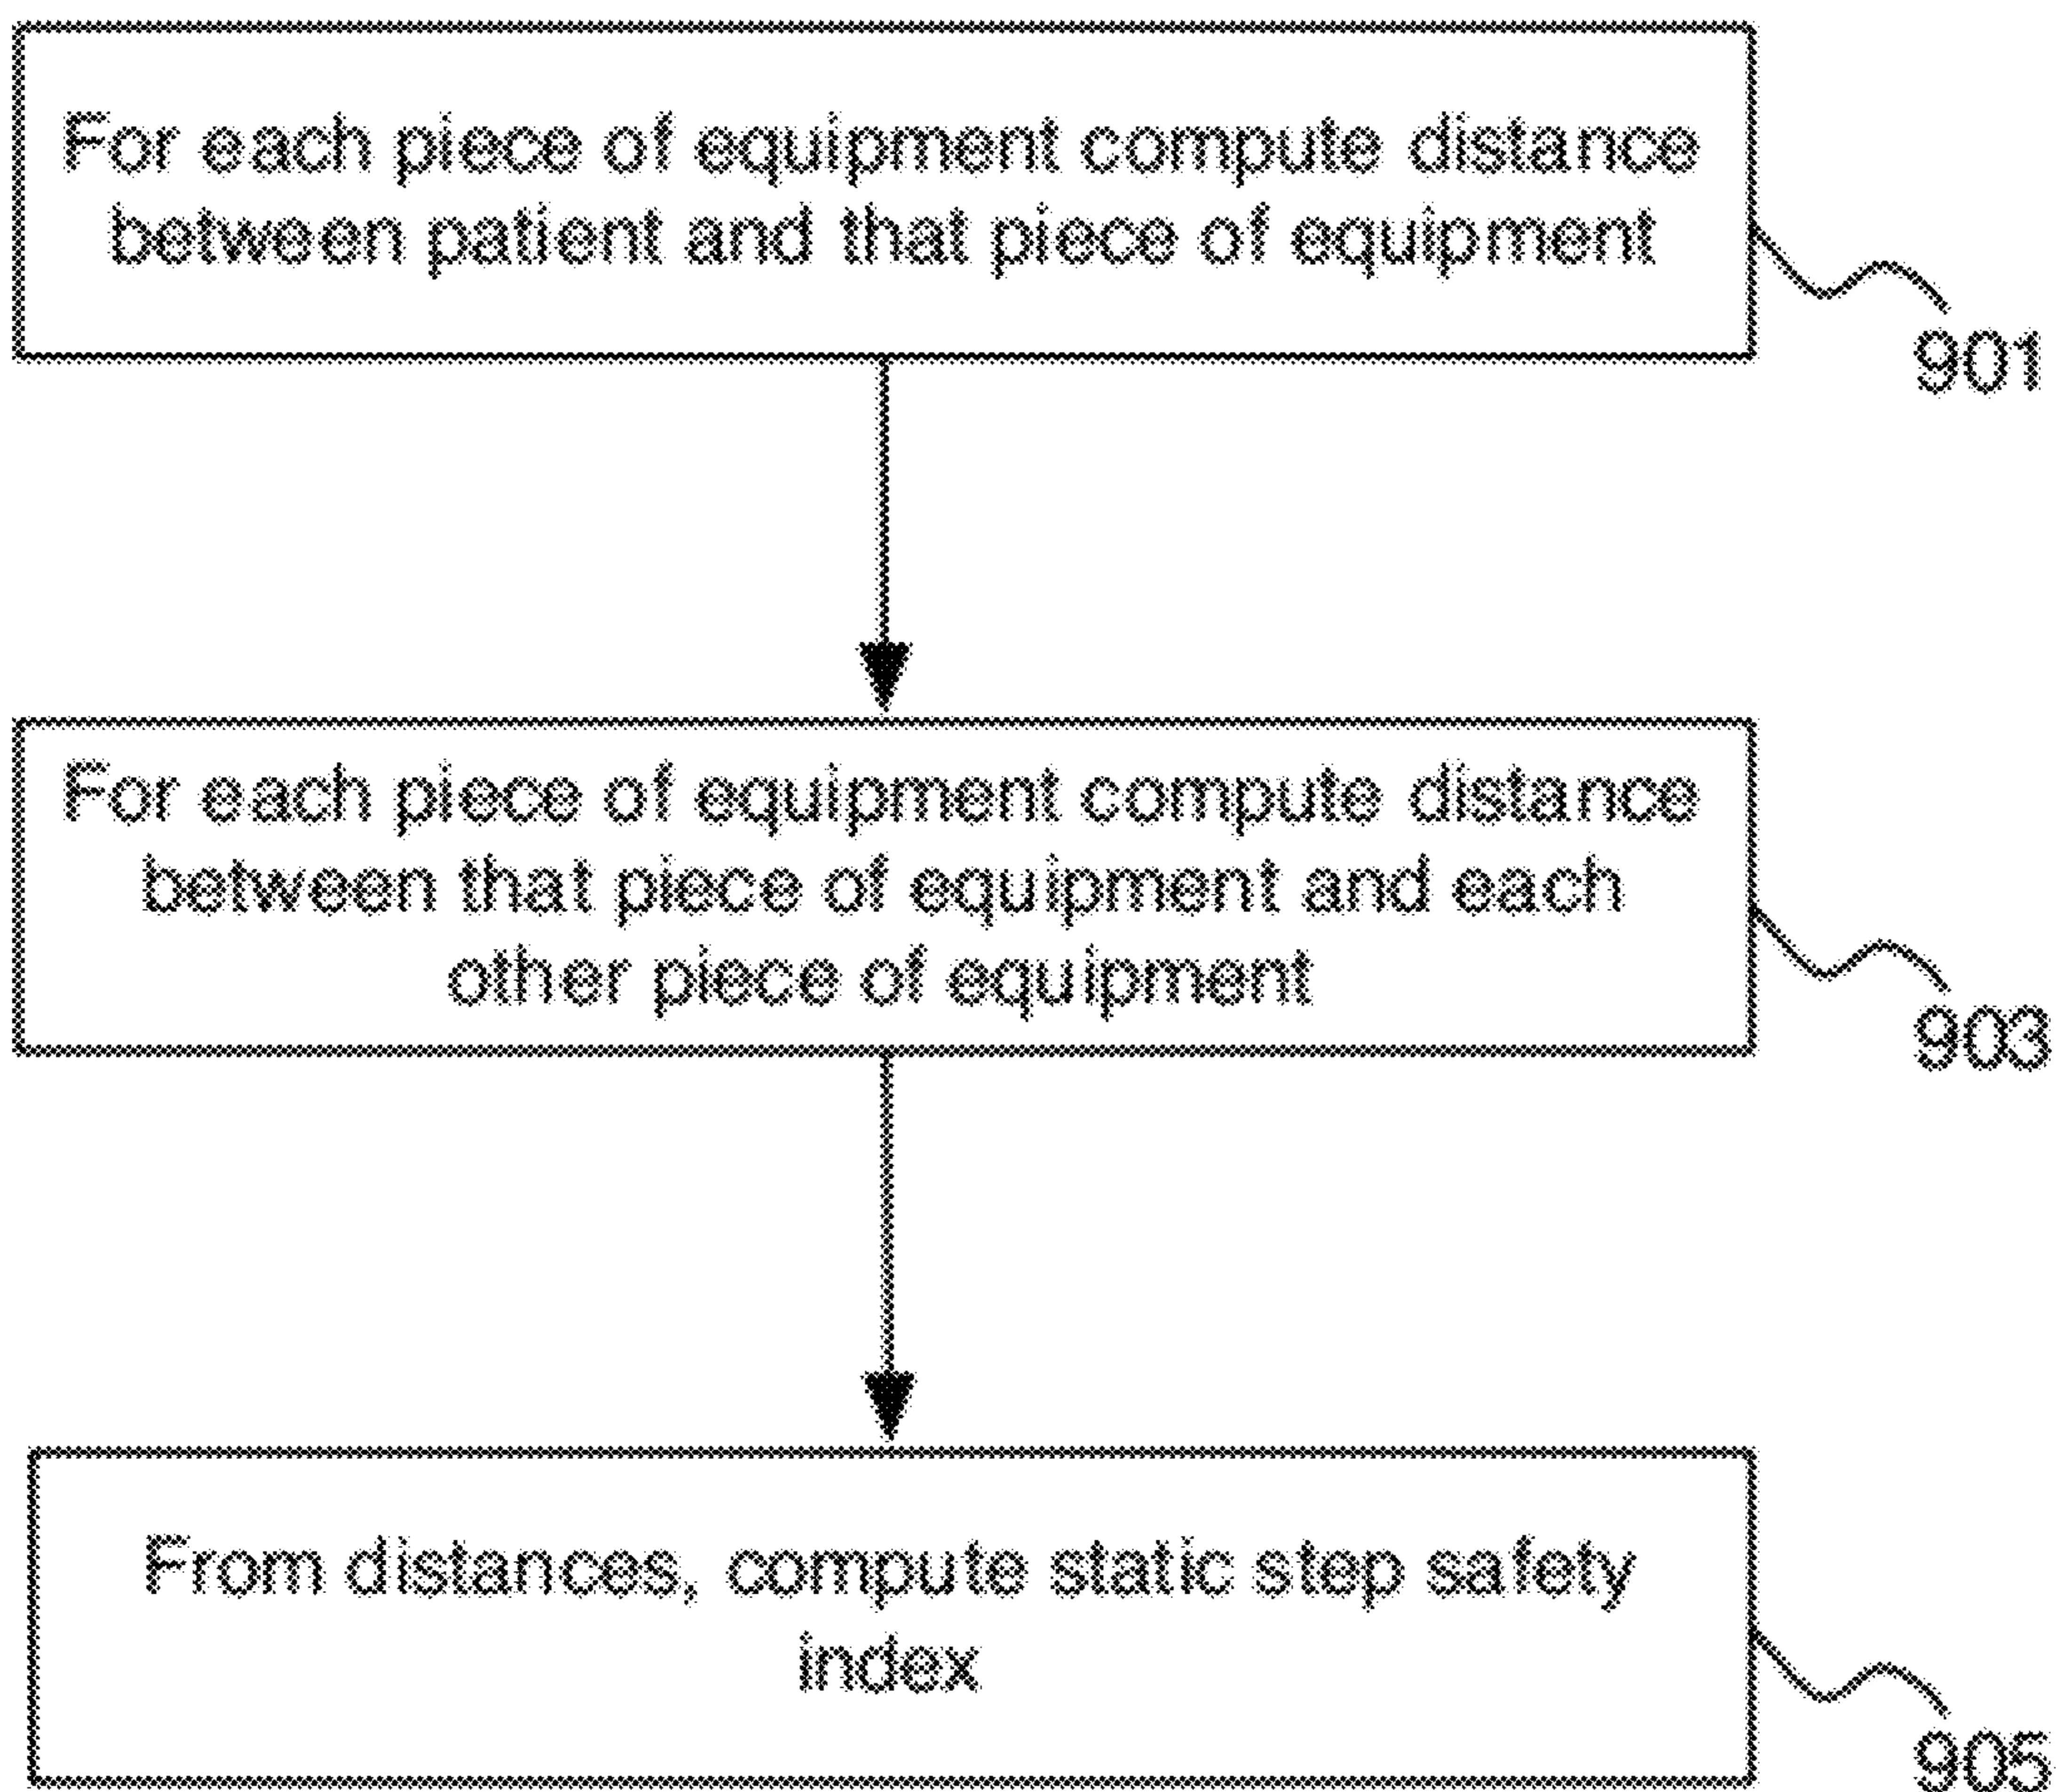 For each piece of equipment compute distance
between patient and that piece of equipment
901
For each piece of equipment compute distance
between that piece of equipment and each
other piece of equipment
903
From distances, compute static step safety
index
905